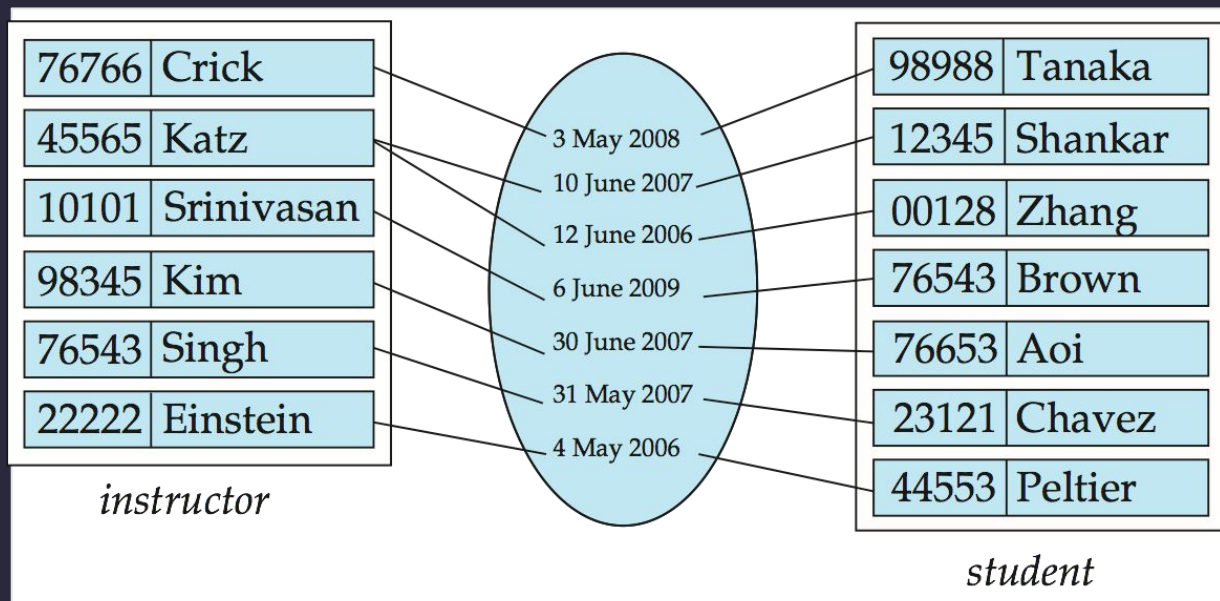 76766 Crick
45565 Katz
10101 Srinivasan
98345 Kim
76543 Singh
22222 Einstein
instructor
3 May 2008
10 June 2007
12 June 2006
6 June 2009
30 June 2007
31 May 2007
4 May 2006
98988 Tanaka
12345 Shankar
00128 Zhang
76543 Brown
76653 Aoi
23121 Chavez
44553 Peltier
student